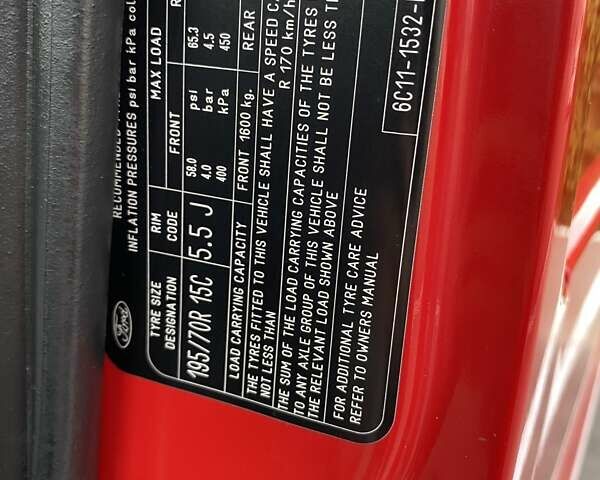 Ford
RECOMMENDED
INFLATION PRESSURES psi bar kPa col
TYRE SIZE DESIGNATION
RIM CODE
MAX LOAD
FRONT
R
195/70R 15C
5.5 J
58.0 psi 65.3
4.0 bar 4.5
400 kPa 450
LOAD CARRYING CAPACITY
FRONT 1600 kg.
REAR
THE TYRES FITTED TO THIS VEHICLE SHALL HAVE A SPEED C
NOT LESS THAN R 170 km/h
THE SUM OF THE LOAD CARRYING CAPACITIES OF THE TYRES
TO ANY AXLE GROUP OF THIS VEHICLE SHALL NOT BE LESS T
THE RELEVANT LOAD SHOWN ABOVE
FOR ADDITIONAL TYRE CARE ADVICE
REFER TO OWNERS MANUAL
6C11-1532-